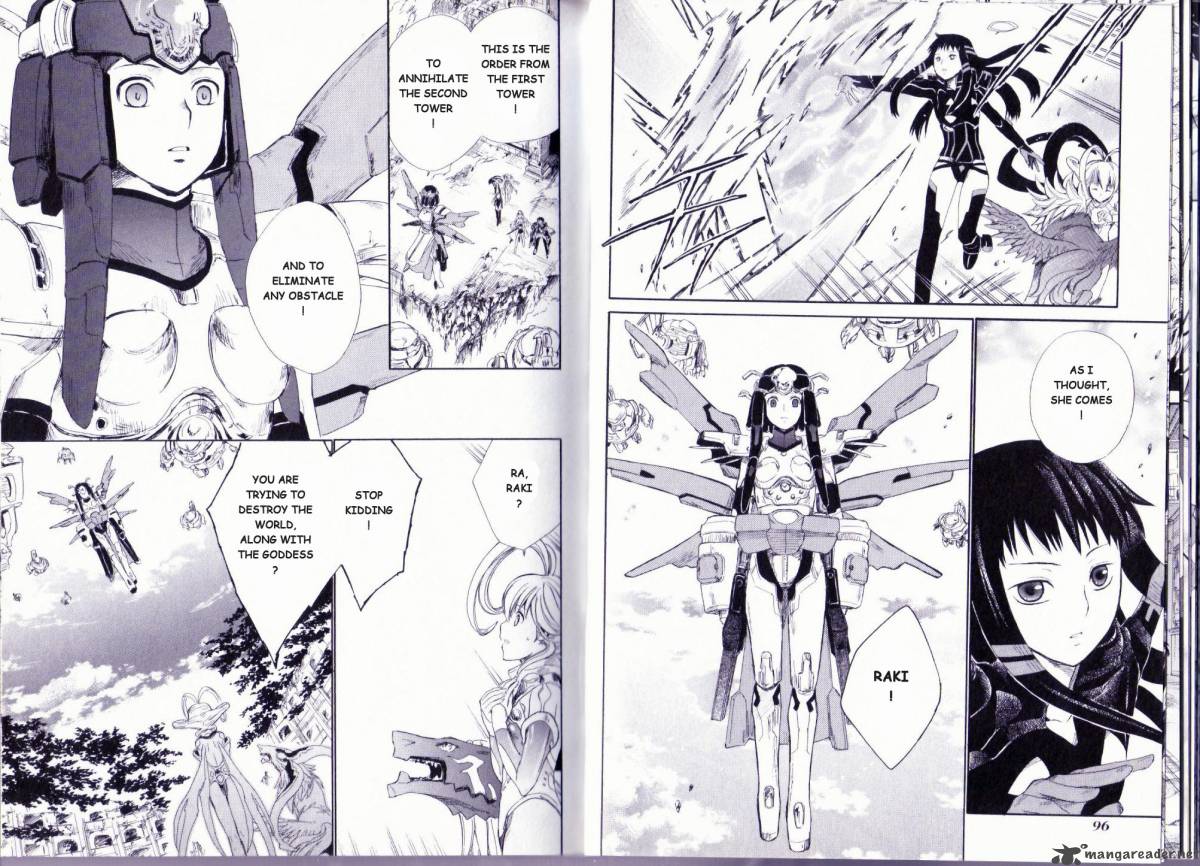 AS I
THOUGHT,
SHE COMES
!
RAKI
!
96
THIS IS THE
ORDER FROM
THE FIRST
TOWER
!
TO
ANNIHILATE
THE SECOND
TOWER
!
AND TO
ELIMINATE
ANY OBSTACLE
!
RA,
RAKI
?
STOP
KIDDING
!
YOU ARE
TRYING TO
DESTROY THE
WORLD,
ALONG WITH
THE GODDESS
?
mangareader.net